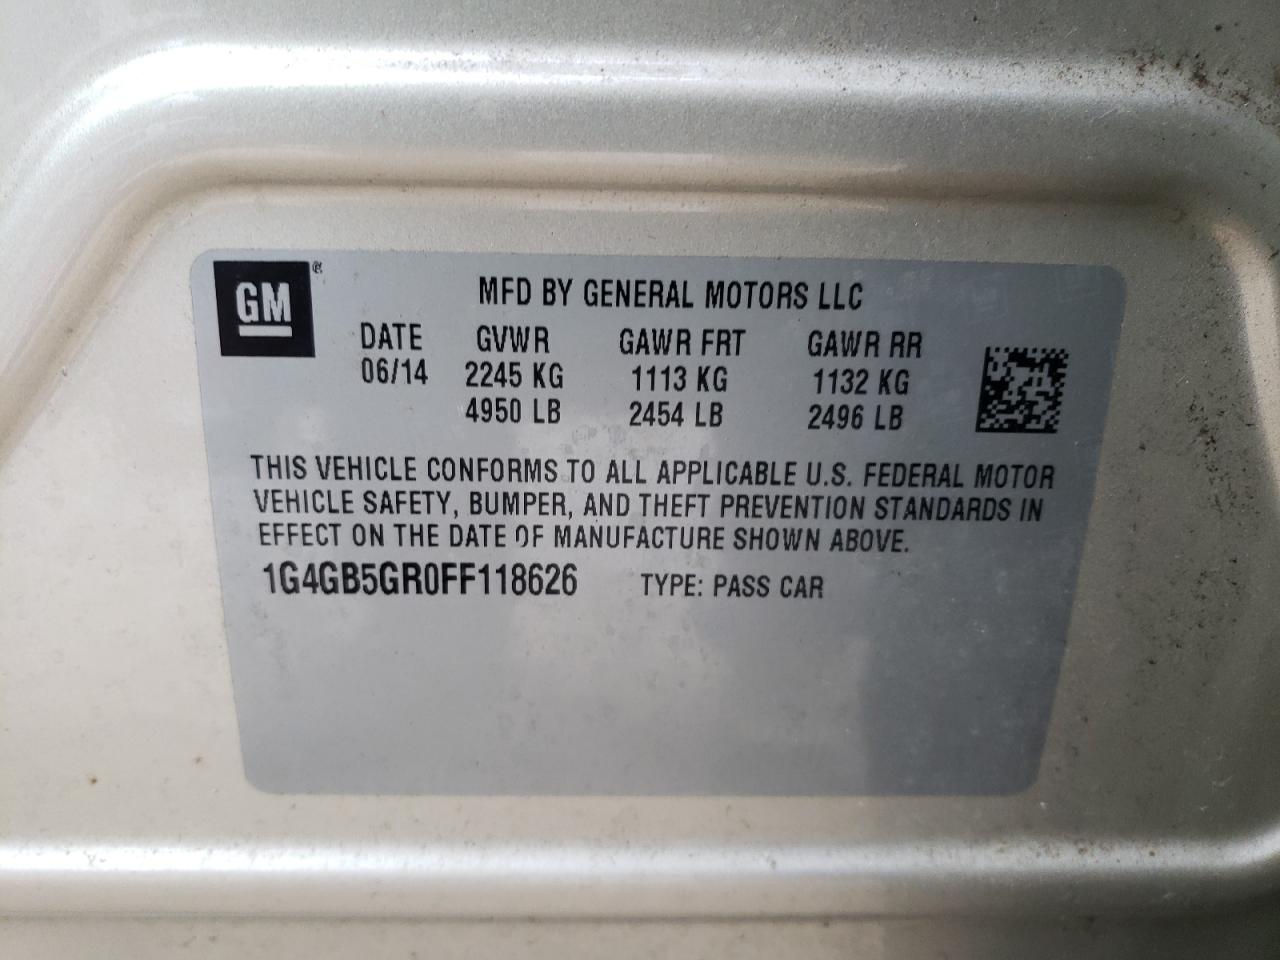 GM®
MFD BY GENERAL MOTORS LLC
DATE GVWR GAWR FRT GAWR RR
06/14 2245 KG 1113 KG 1132 KG
4950 LB 2454 LB 2496 LB
THIS VEHICLE CONFORMS TO ALL APPLICABLE U.S. FEDERAL MOTOR
VEHICLE SAFETY, BUMPER, AND THEFT PREVENTION STANDARDS IN
EFFECT ON THE DATE OF MANUFACTURE SHOWN ABOVE.
1G4GB5GR0FF118626 TYPE: PASS CAR